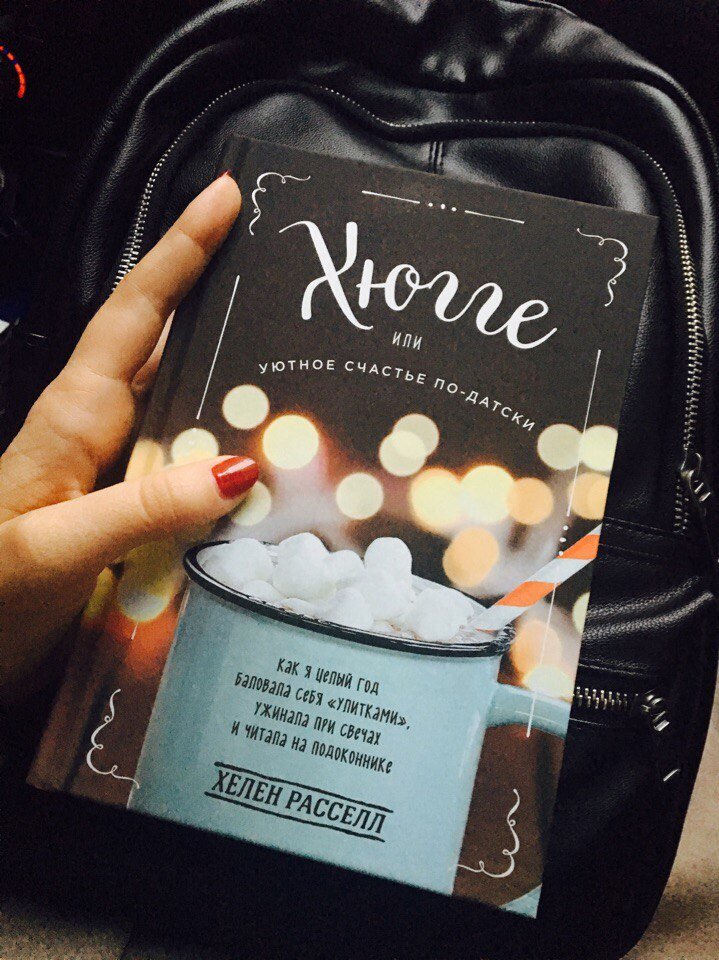 Хюгге
или
УЮТНОЕ СЧАСТЬЕ ПО-ДАТСКИ
Как я целый год
баловала себя «улитками»,
ужинала при свечах
и читала на подоконнике
ХЕЛЕН РАССЕЛЛ